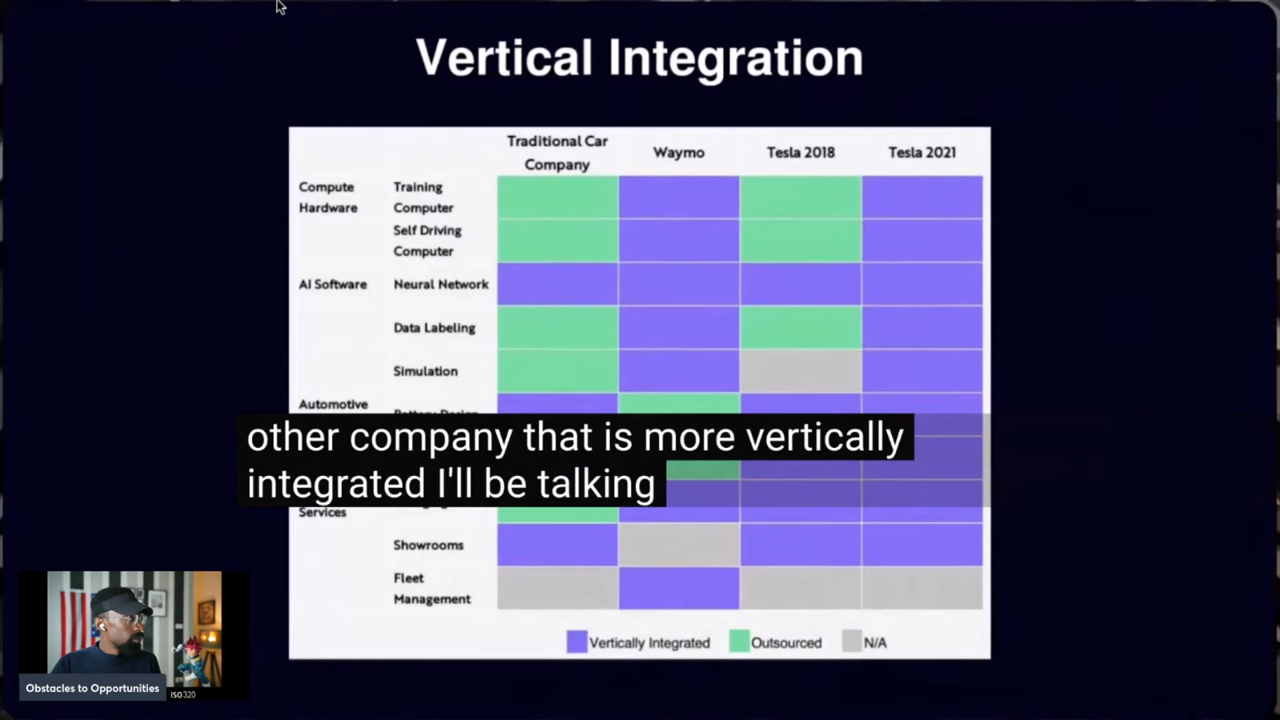 Vertical Integration
Traditional Car
Company
Waymo
Tesla 2018
Tesla 2021
Compute
Hardware
Training
Computer
Self Driving
Computer
AI Software
Neural Network
Data Labeling
Simulation
Automotive
other company that is more vertically
integrated I'll be talking
Services
Showrooms
Fleet
Management
Vertically Integrated
Outsourced
N/A
Obstacles to Opportunities
ISO 320